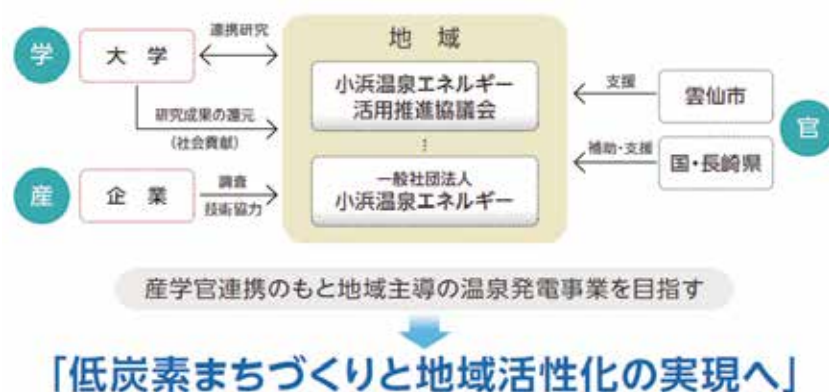 学
大 学
連携研究
研究成果の還元
(社会貢献)
産
企 業
調査
技術協力
地 域
小浜温泉エネルギー
活用推進協議会
一般社団法人
小浜温泉エネルギー
支援
雲仙市
補助・支援
国・長崎県
官
産学官連携のもと地域主導の温泉発電事業を目指す
「低炭素まちづくりと地域活性化の実現へ」